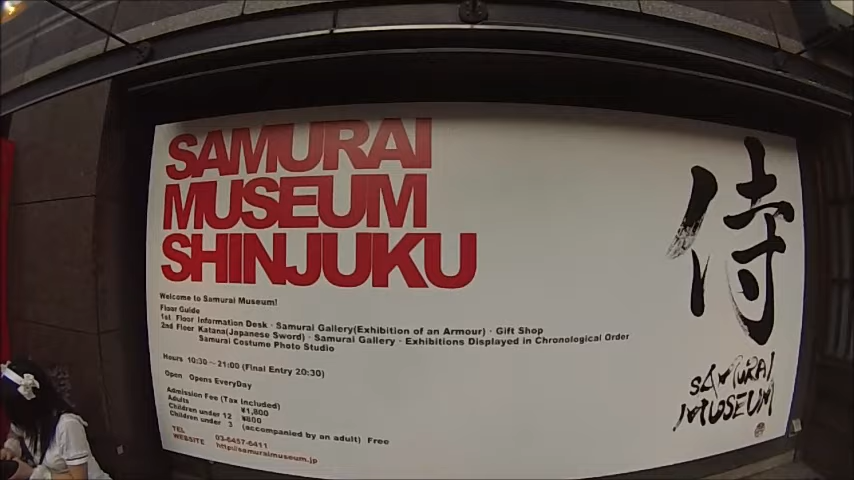 SAMURAI
MUSEUM
SHINJUKU
侍
Welcome to Samurai Museum!
Floor Guide
1st Floor Information Desk · Samurai Gallery(Exhibition of an Armour) · Gift Shop
2nd Floor Katana(Japanese Sword) · Samurai Gallery · Exhibitions Displayed in Chronological Order
Samurai Costume Photo Studio
Hours 10:30~21:00 (Final Entry 20:30)
Open Opens EveryDay
Admission Fee (Tax included)
Adults ¥1,800
Children under 12 ¥800
Children under 3 (accompanied by an adult) Free
TEL 03-6457-6411
WEBSITE http://samuraimuseum.jp
SAMURAI
MUSEUM